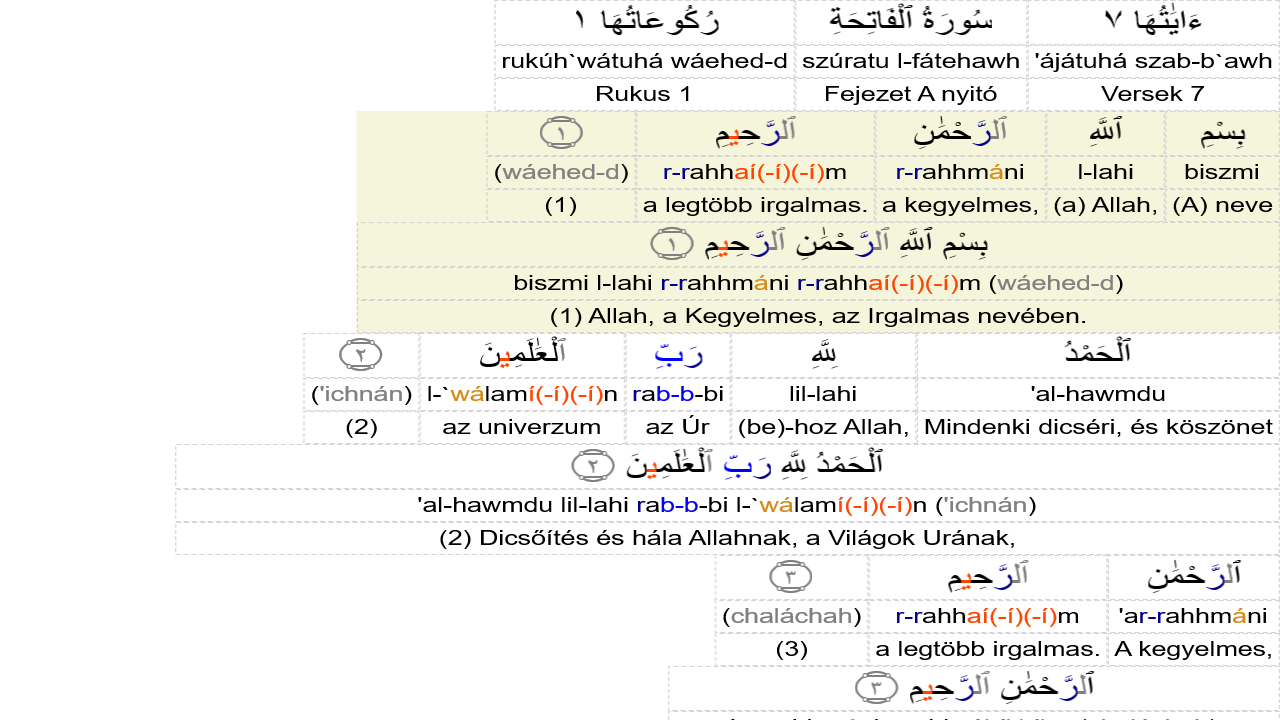 ءَايَٰتُهَا ٧ سُورَةُ ٱلْفَاتِحَةِ رُكُوعَاتُهَا ١
'ájátuhá szab-b`awh szúratu l-fátehawh rukúh`wátuhá wáehed-d
Versek 7 Fejezet A nyitó Rukus 1
بِسْمِ ٱللَّهِ ٱلرَّحْمَٰنِ ٱلرَّحِيمِ ١
biszmi l-lahi r-rahhmáni r-rahhaí(-í)(-í)m (wáehed-d)
(A) neve (a) Allah, a kegyelmes, a legtöbb irgalmas. (1)
بِسْمِ ٱللَّهِ ٱلرَّحْمَٰنِ ٱلرَّحِيمِ ١
biszmi l-lahi r-rahhmáni r-rahhaí(-í)(-í)m (wáehed-d)
(1) Allah, a Kegyelmes, az Irgalmas nevében.
ٱلْحَمْدُ لِلَّهِ رَبِّ ٱلْعَٰلَمِينَ ٢
'al-hawmdu lil-lahi rab-b-bi l-`wálamí(-í)(-í)n ('ichnán)
Mindenki dicséri, és köszönet (be)-hoz Allah, az Úr az univerzum (2)
ٱلْحَمْدُ لِلَّهِ رَبِّ ٱلْعَٰلَمِينَ ٢
'al-hawmdu lil-lahi rab-b-bi l-`wálamí(-í)(-í)n ('ichnán)
(2) Dicsőítés és hála Allahnak, a Világok Urának,
ٱلرَّحْمَٰنِ ٱلرَّحِيمِ ٣
'ar-rahhmáni r-rahhaí(-í)(-í)m (chaláchah)
A kegyelmes, a legtöbb irgalmas. (3)
ٱلرَّحْمَٰنِ ٱلرَّحِيمِ ٣